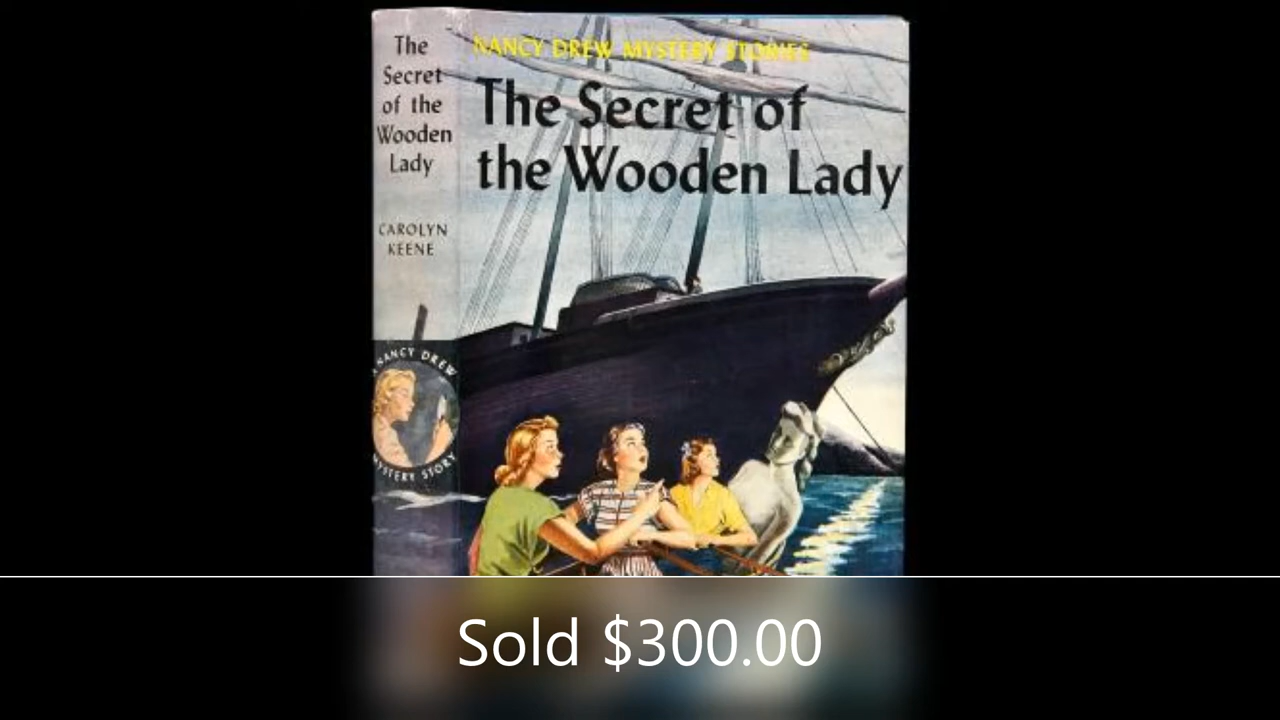 The
Secret
of the
Wooden
Lady
CAROLYN
KEENE
NANCY DREW
MYSTERY STORY
NANCY DREW MYSTERY STORIES
The Secret of
the Wooden Lady
Sold $300.00